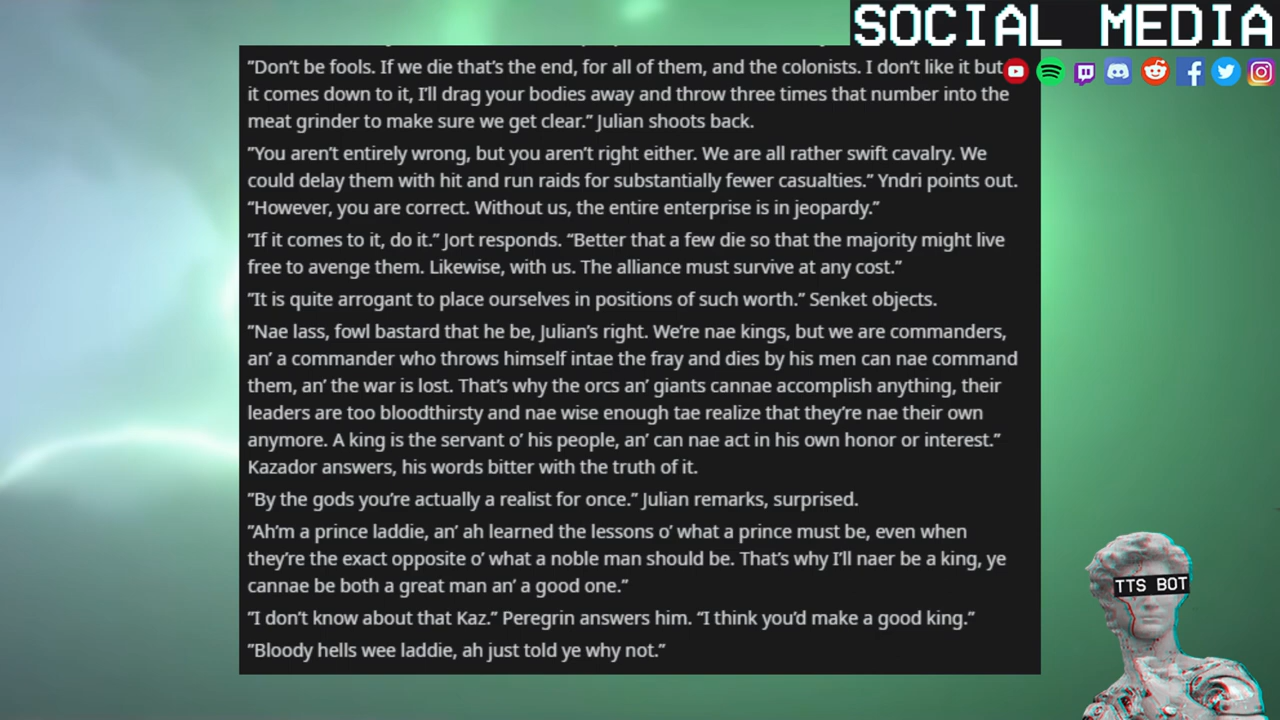 SOCIAL MEDIA
"Don't be fools. If we die that's the end, for all of them, and the colonists. I don't like it but
it comes down to it, I'll drag your bodies away and throw three times that number into the
meat grinder to make sure we get clear." Julian shoots back.
"You aren't entirely wrong, but you aren't right either. We are all rather swift cavalry. We
could delay them with hit and run raids for substantially fewer casualties." Yndri points out.
"However, you are correct. Without us, the entire enterprise is in jeopardy."
"If it comes to it, do it." Jort responds. "Better that a few die so that the majority might live
free to avenge them. Likewise, with us. The alliance must survive at any cost."
"It is quite arrogant to place ourselves in positions of such worth." Senket objects.
"Nae lass, fowl bastard that he be, Julian's right. We're nae kings, but we are commanders,
an' a commander who throws himself intae the fray and dies by his men can nae command
them, an' the war is lost. That's why the orcs an' giants cannae accomplish anything, their
leaders are too bloodthirsty and nae wise enough tae realize that they're nae their own
anymore. A king is the servant o' his people, an' can nae act in his own honor or interest."
Kazador answers, his words bitter with the truth of it.
"By the gods you're actually a realist for once." Julian remarks, surprised.
"Ah'm a prince laddie, an' ah learned the lessons o' what a prince must be, even when
they're the exact opposite o' what a noble man should be. That's why I'll naer be a king, ye
cannae be both a great man an' a good one."
"I don't know about that Kaz." Peregrin answers him. "I think you'd make a good king."
"Bloody hells wee laddie, ah just told ye why not."
TTS BOT